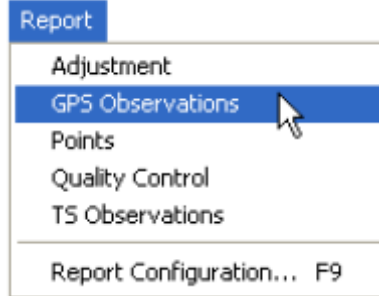 Report
Adjustment
GPS Observations
Points
Quality Control
TS Observations
Report Configuration... F9